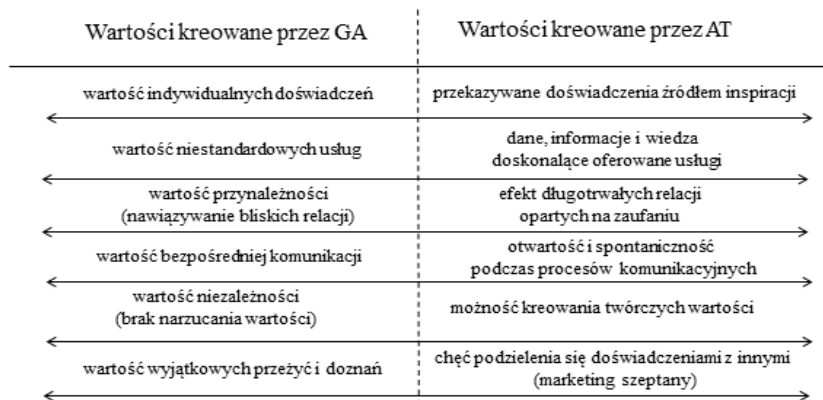 Wartości kreowane przez GA
Wartości kreowane przez AT
wartość indywidualnych doświadczeń
przekazywane doświadczenia źródłem inspiracji
wartość niestandardowych usług
dane, informacje i wiedza
doskonalące oferowane usługi
wartość przynależności
(nawiązywanie bliskich relacji)
efekt długotrwałych relacji
opartych na zaufaniu
wartość bezpośredniej komunikacji
otwartość i spontaniczność
podczas procesów komunikacyjnych
wartość niezależności
(brak narzucania wartości)
możność kreowania twórczych wartości
wartość wyjątkowych przeżyć i doznań
chęć podzielenia się doświadczeniami z innymi
(marketing szeptany)